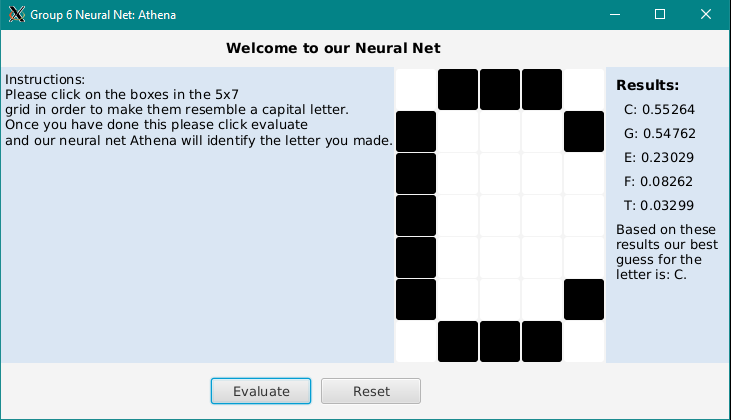 Group 6 Neural Net: Athena
Welcome to our Neural Net
Instructions:
Please click on the boxes in the 5x7
grid in order to make them resemble a capital letter.
Once you have done this please click evaluate
and our neural net Athena will identify the letter you made.
Results:
C: 0.55264
G: 0.54762
E: 0.23029
F: 0.08262
T: 0.03299
Based on these
results our best
guess for the
letter is: C.
Evaluate
Reset